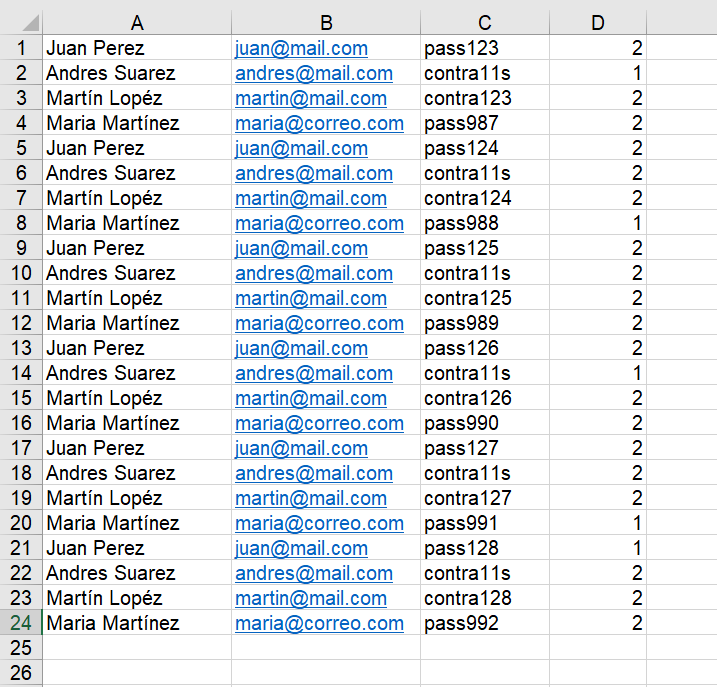 A B C D
1 Juan Perez juan@mail.com pass123 2
2 Andres Suarez andres@mail.com contra11s 1
3 Martín Lopéz martin@mail.com contra123 2
4 Maria Martínez maria@correo.com pass987 2
5 Juan Perez juan@mail.com pass124 2
6 Andres Suarez andres@mail.com contra11s 2
7 Martín Lopéz martin@mail.com contra124 2
8 Maria Martínez maria@correo.com pass988 1
9 Juan Perez juan@mail.com pass125 2
10 Andres Suarez andres@mail.com contra11s 2
11 Martín Lopéz martin@mail.com contra125 2
12 Maria Martínez maria@correo.com pass989 2
13 Juan Perez juan@mail.com pass126 2
14 Andres Suarez andres@mail.com contra11s 1
15 Martín Lopéz martin@mail.com contra126 2
16 Maria Martínez maria@correo.com pass990 2
17 Juan Perez juan@mail.com pass127 2
18 Andres Suarez andres@mail.com contra11s 2
19 Martín Lopéz martin@mail.com contra127 2
20 Maria Martínez maria@correo.com pass991 1
21 Juan Perez juan@mail.com pass128 1
22 Andres Suarez andres@mail.com contra11s 2
23 Martín Lopéz martin@mail.com contra128 2
24 Maria Martínez maria@correo.com pass992 2
25
26